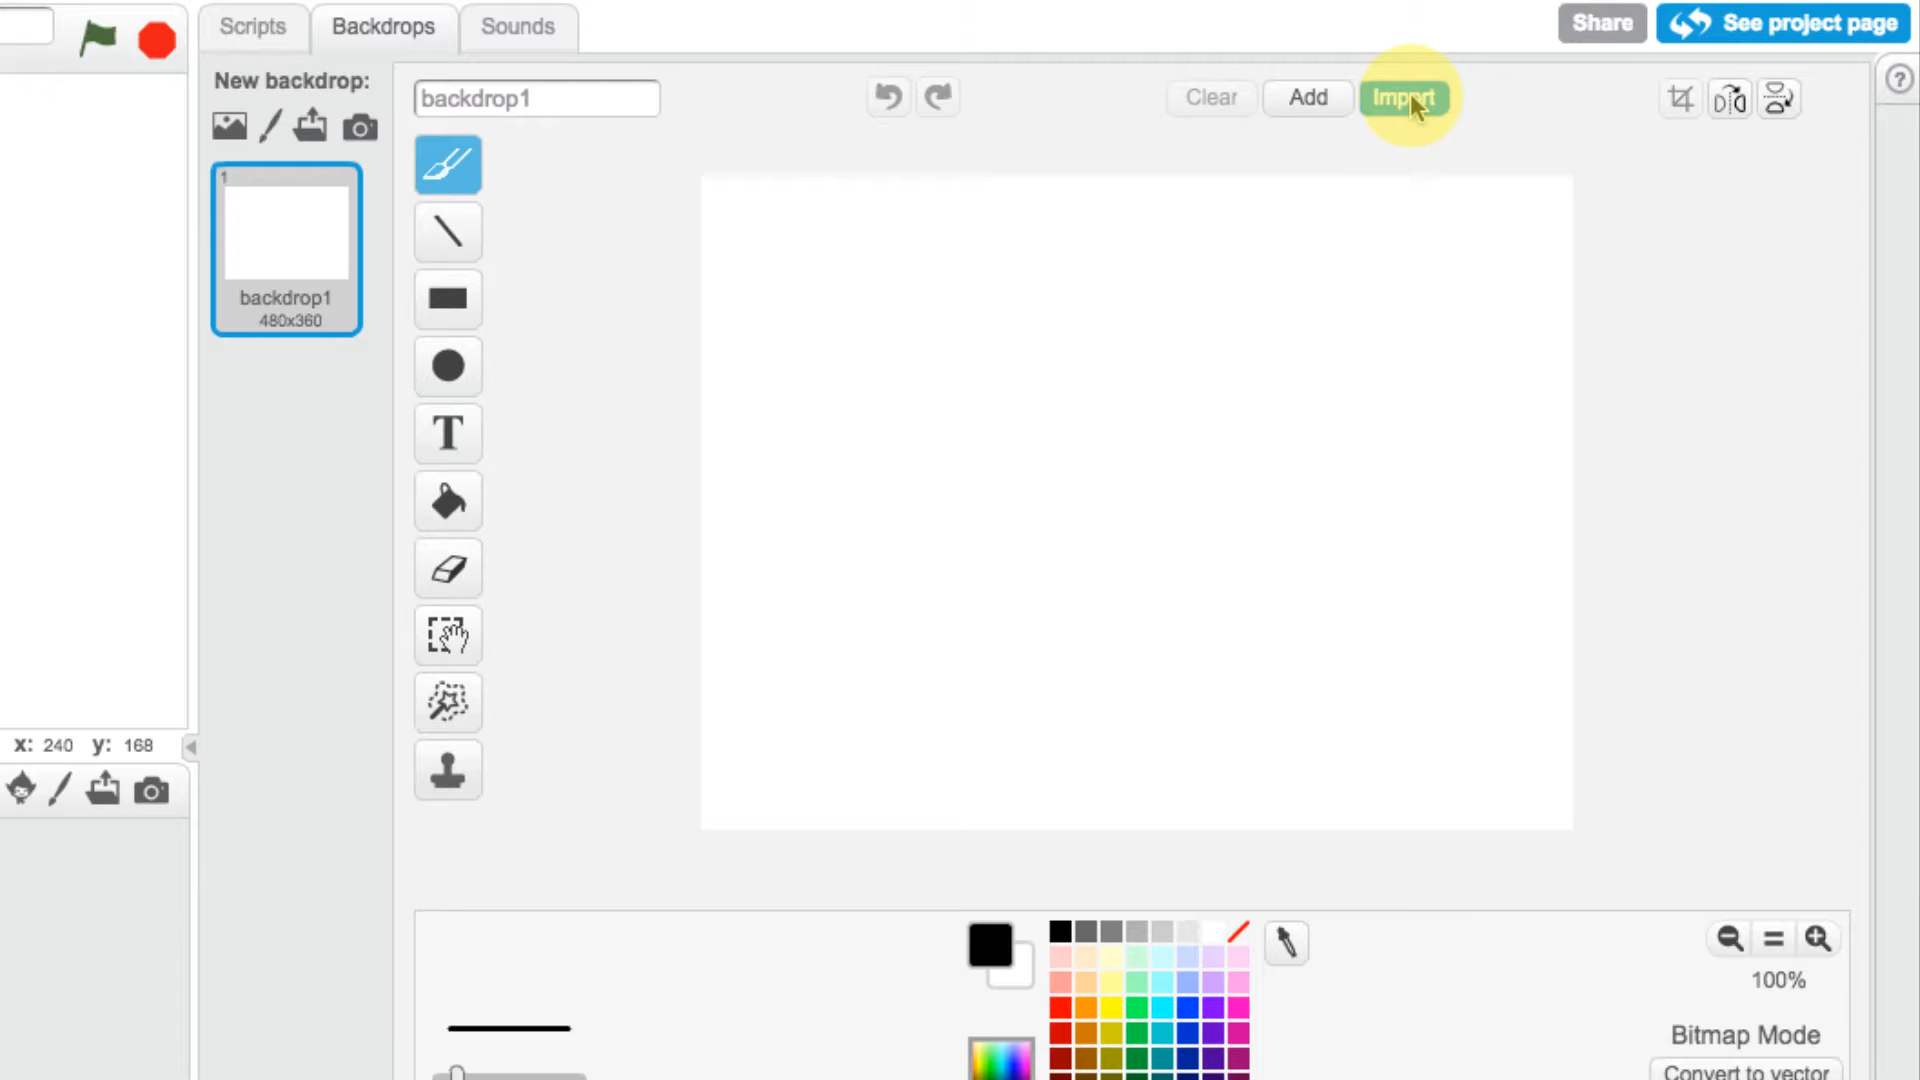 Scripts
Backdrops
Sounds
Share
See project page
New backdrop:
backdrop1
Clear
Add
Import
?
1
backdrop1
480x360
T
x: 240 y: 168
100%
Bitmap Mode
Convert to vector